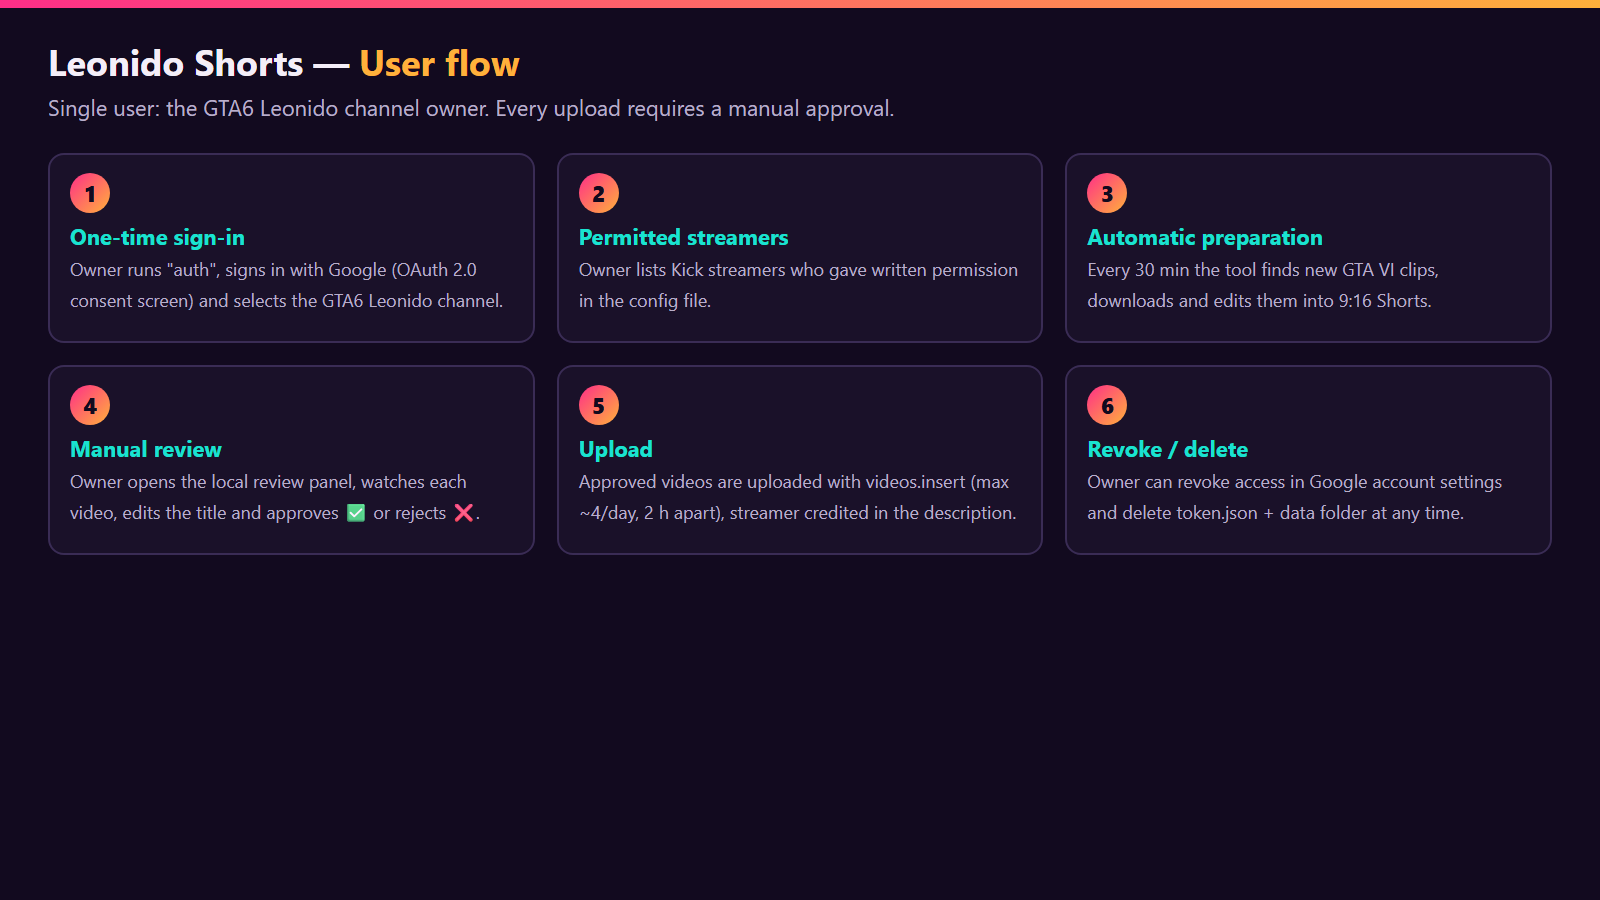 Leonido Shorts — User flow
Single user: the GTA6 Leonido channel owner. Every upload requires a manual approval.
1
One-time sign-in
Owner runs "auth", signs in with Google (OAuth 2.0
consent screen) and selects the GTA6 Leonido channel.
2
Permitted streamers
Owner lists Kick streamers who gave written permission
in the config file.
3
Automatic preparation
Every 30 min the tool finds new GTA VI clips,
downloads and edits them into 9:16 Shorts.
4
Manual review
Owner opens the local review panel, watches each
video, edits the title and approves ✅ or rejects ❌.
5
Upload
Approved videos are uploaded with videos.insert (max
~4/day, 2 h apart), streamer credited in the description.
6
Revoke / delete
Owner can revoke access in Google account settings
and delete token.json + data folder at any time.